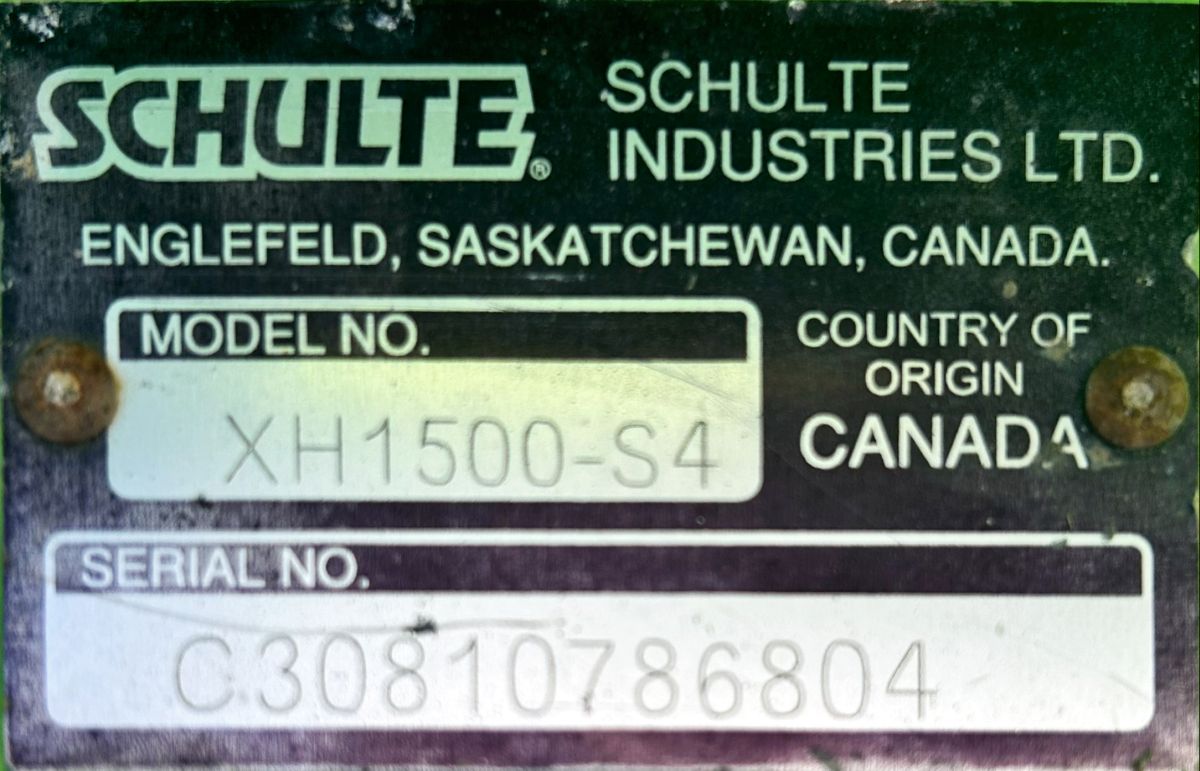 SCHULTE®
SCHULTE
INDUSTRIES LTD.
ENGLEFELD, SASKATCHEWAN, CANADA.
MODEL NO.
XH1500-S4
COUNTRY OF
ORIGIN
CANADA
SERIAL NO.
C30810786804